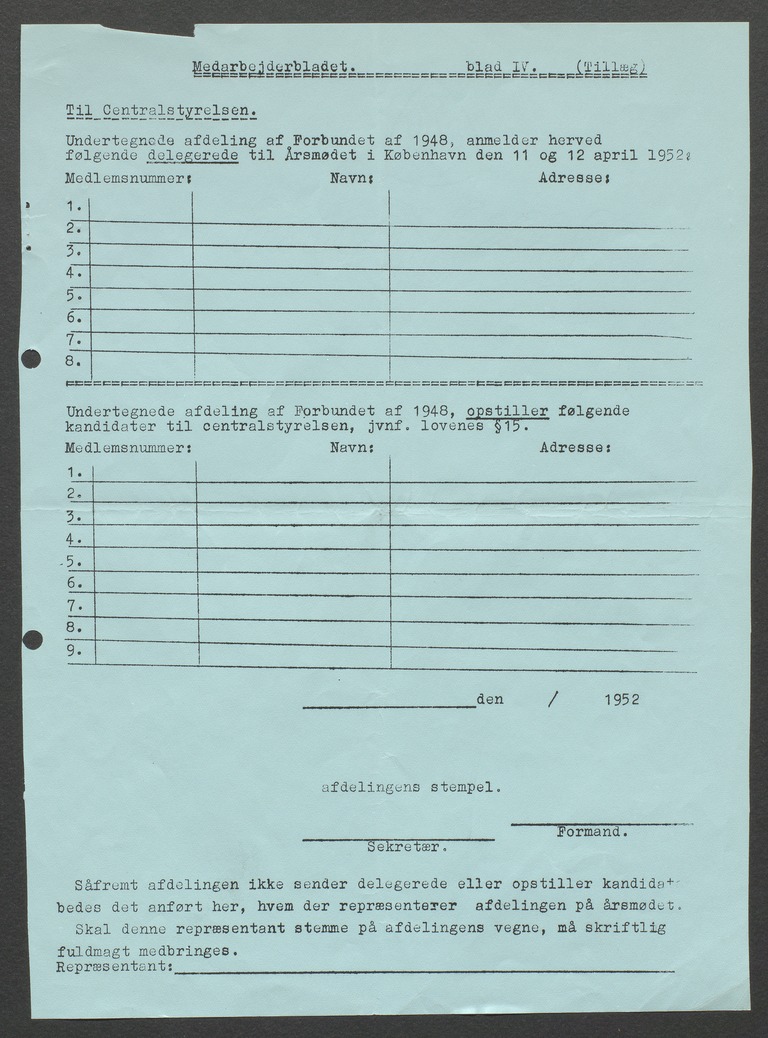 Medarbejderbladet. blad IV. (Tillæg)
Til Centralstyrelsen.
Undertegnede afdeling af Forbundet af 1948, anmelder herved
følgende delegerede til Årsmødet i København den 11 og 12 april 1952:
Medlemsnummer: Navn: Adresse:
1.
2.
3.
4.
5.
6.
7.
8.
Undertegnede afdeling af Forbundet af 1948, opstiller følgende
kandidater til centralstyrelsen, jvnf. lovenes §15.
Medlemsnummer: Navn: Adresse:
1.
2.
3.
4.
5.
6.
7.
8.
9.
den / 1952
afdelingens stempel.
Formand.
Sekretær.
Såfremt afdelingen ikke sender delegerede eller opstiller kandidat
bedes det anført her, hvem der repræsenterer afdelingen på årsmødet.
Skal denne repræsentant stemme på afdelingens vegne, må skriftlig
fuldmagt medbringes.
Repræsentant: